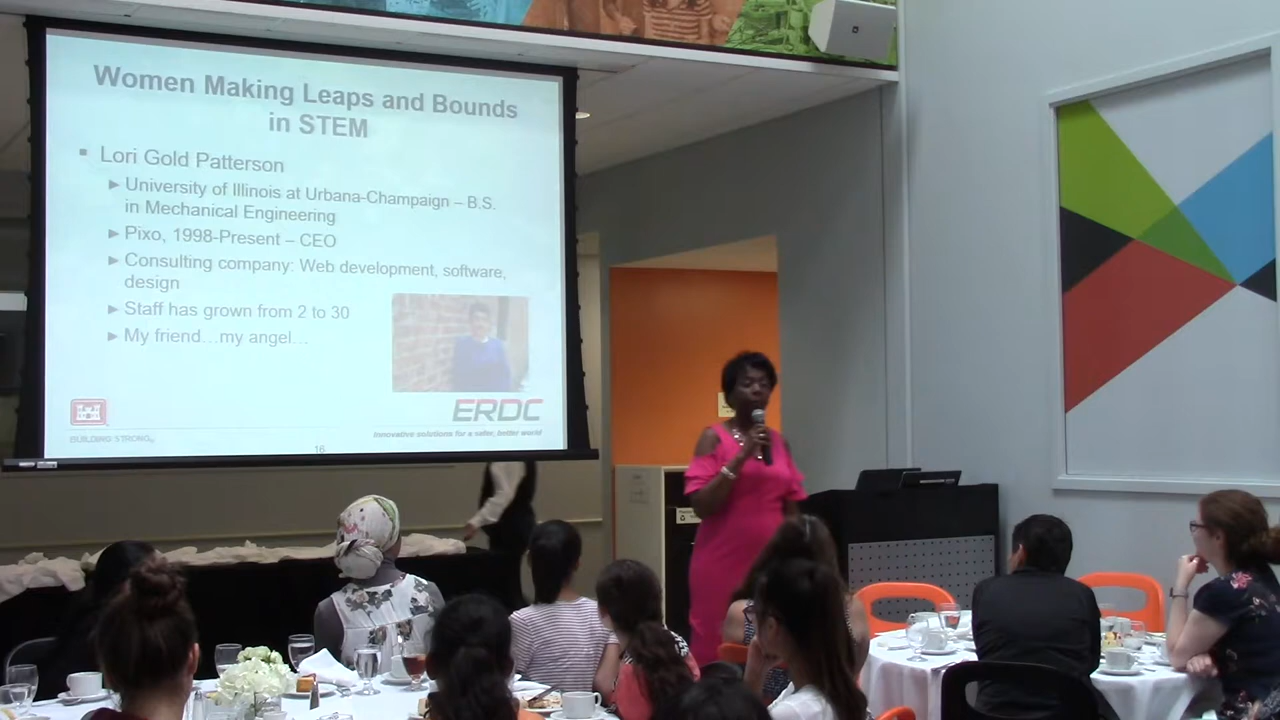 Women Making Leaps and Bounds
in STEM
▪ Lori Gold Patterson
► University of Illinois at Urbana-Champaign – B.S.
in Mechanical Engineering
► Pixo, 1998-Present – CEO
► Consulting company: Web development, software,
design
► Staff has grown from 2 to 30
► My friend…my angel…
ERDC
BUILDING STRONG®
Innovative solutions for a safer, better world
16